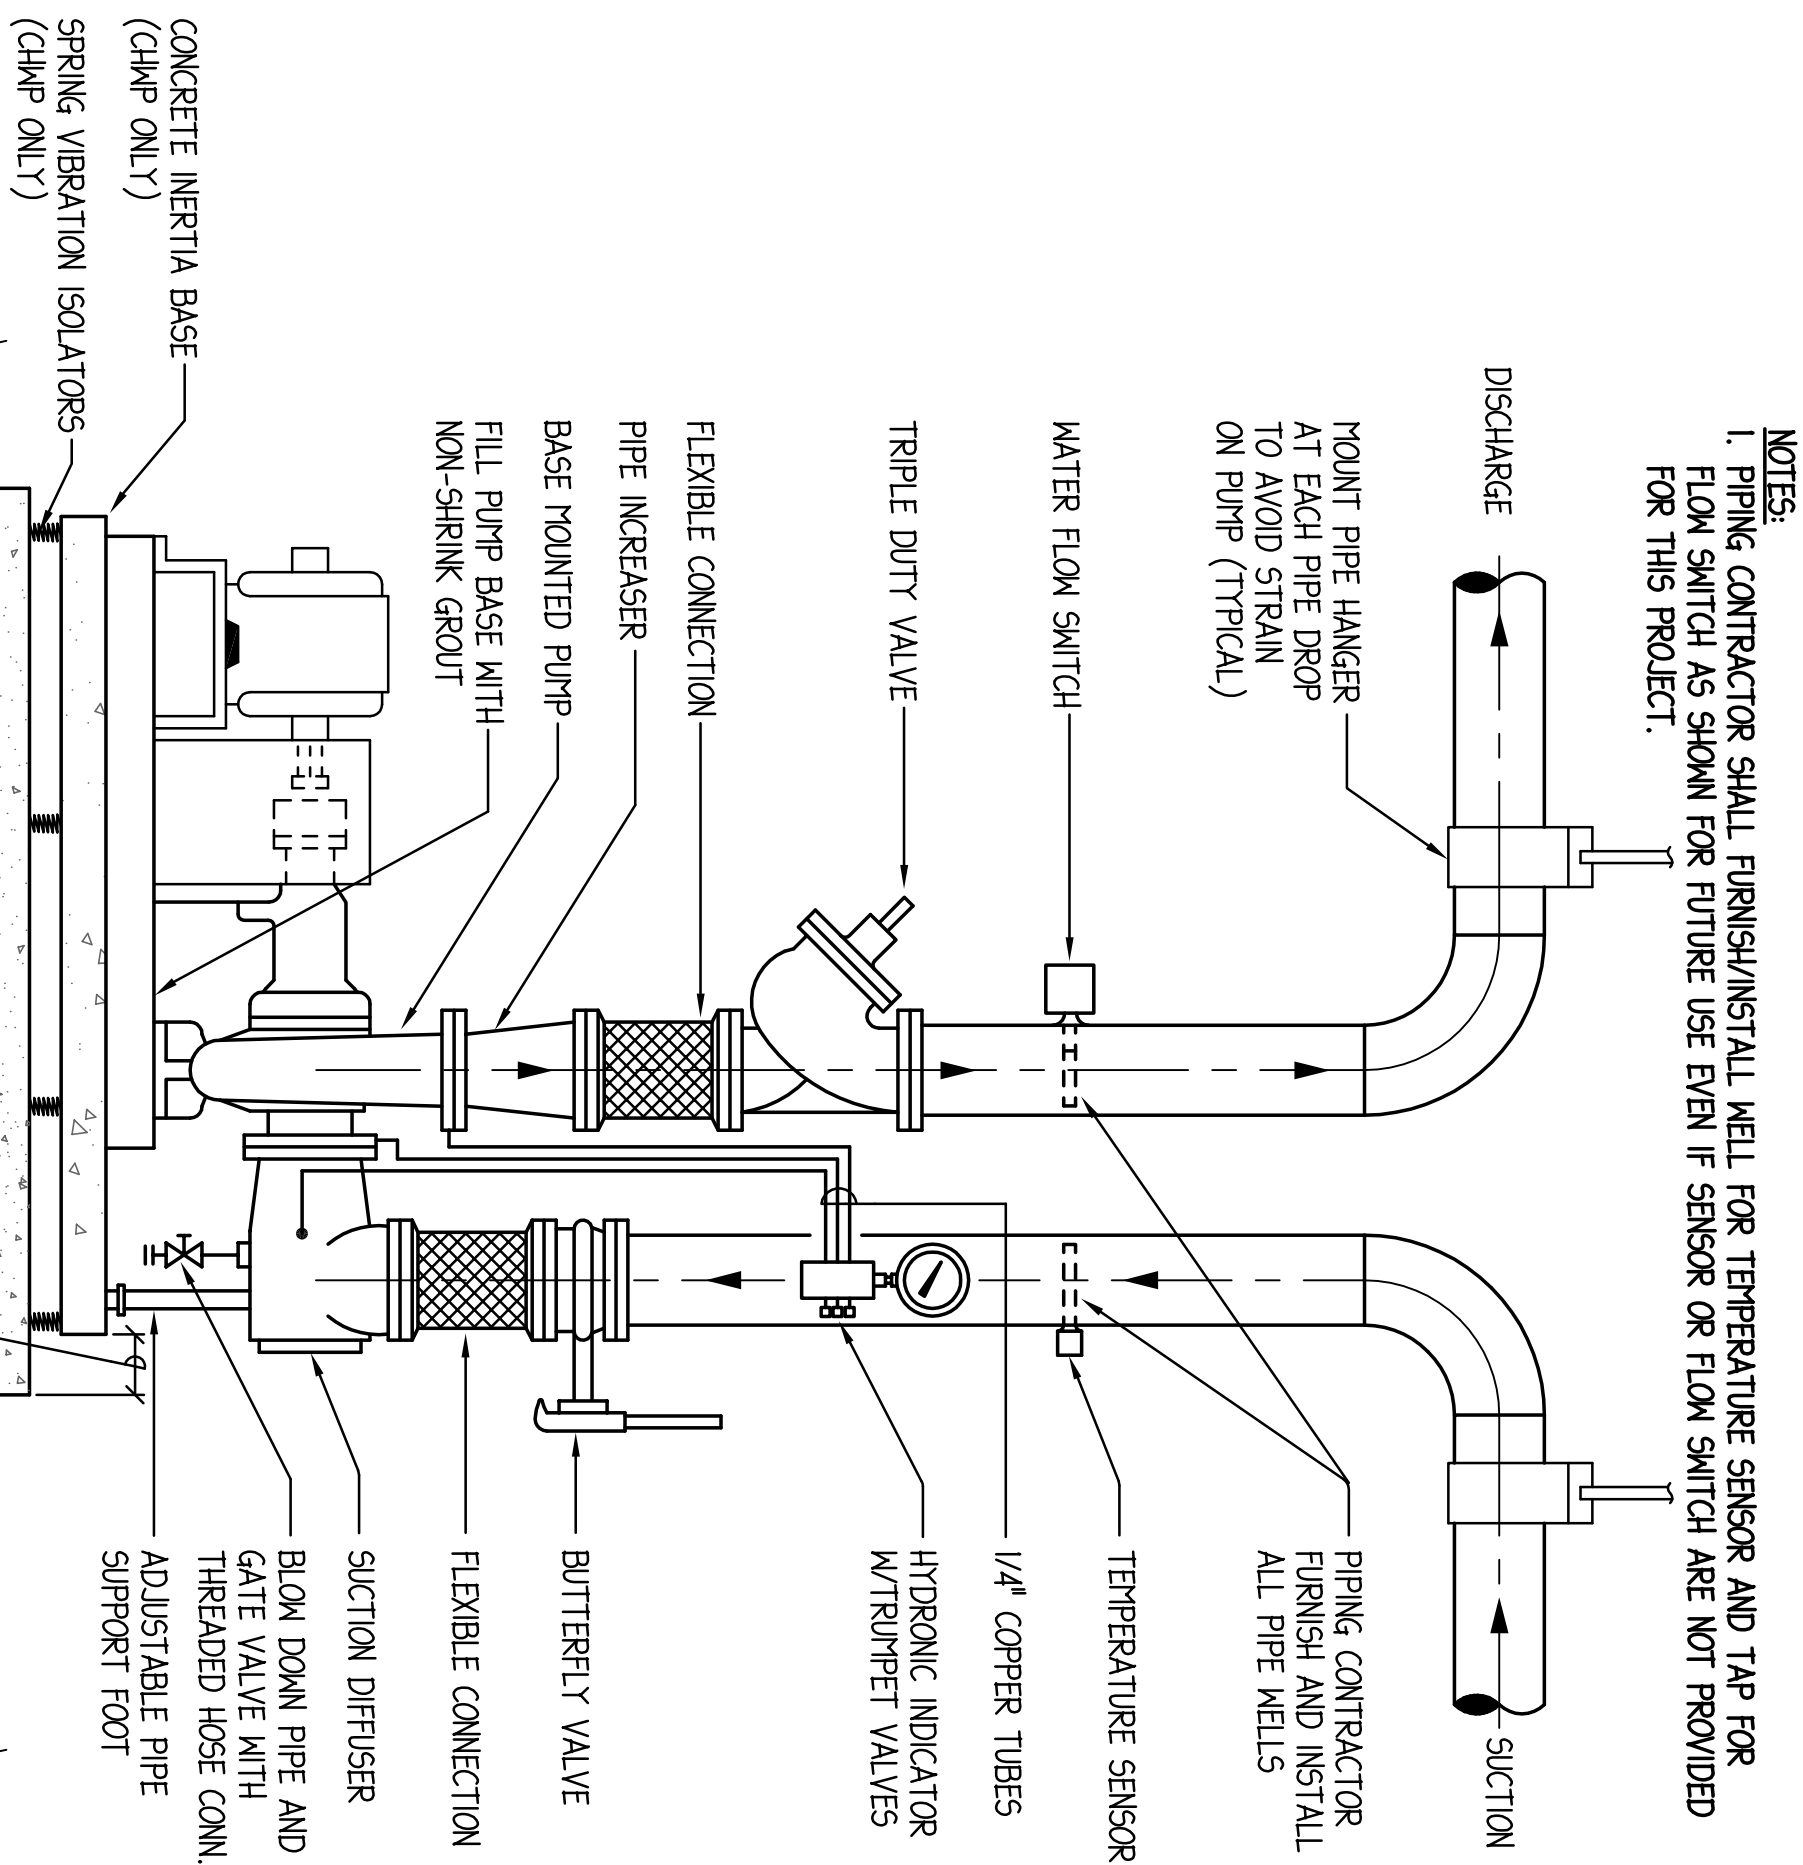 NOTES:
1. PIPING CONTRACTOR SHALL FURNISH/INSTALL WELL FOR TEMPERATURE SENSOR AND TAP FOR
FLOW SWITCH AS SHOWN FOR FUTURE USE EVEN IF SENSOR OR FLOW SWITCH ARE NOT PROVIDED
FOR THIS PROJECT.
DISCHARGE
SUCTION
MOUNT PIPE HANGER
AT EACH PIPE DROP
TO AVOID STRAIN
ON PUMP (TYPICAL)
WATER FLOW SWITCH
TRIPLE DUTY VALVE
FLEXIBLE CONNECTION
PIPE INCREASER
BASE MOUNTED PUMP
FILL PUMP BASE WITH
NON-SHRINK GROUT
CONCRETE INERTIA BASE
(CHWP ONLY)
SPRING VIBRATION ISOLATORS
(CHWP ONLY)
PIPING CONTRACTOR
FURNISH AND INSTALL
ALL PIPE WELLS
TEMPERATURE SENSOR
1/4" COPPER TUBES
HYDRONIC INDICATOR
W/TRUMPET VALVES
BUTTERFLY VALVE
FLEXIBLE CONNECTION
SUCTION DIFFUSER
BLOW DOWN PIPE AND
GATE VALVE WITH
THREADED HOSE CONN.
ADJUSTABLE PIPE
SUPPORT FOOT